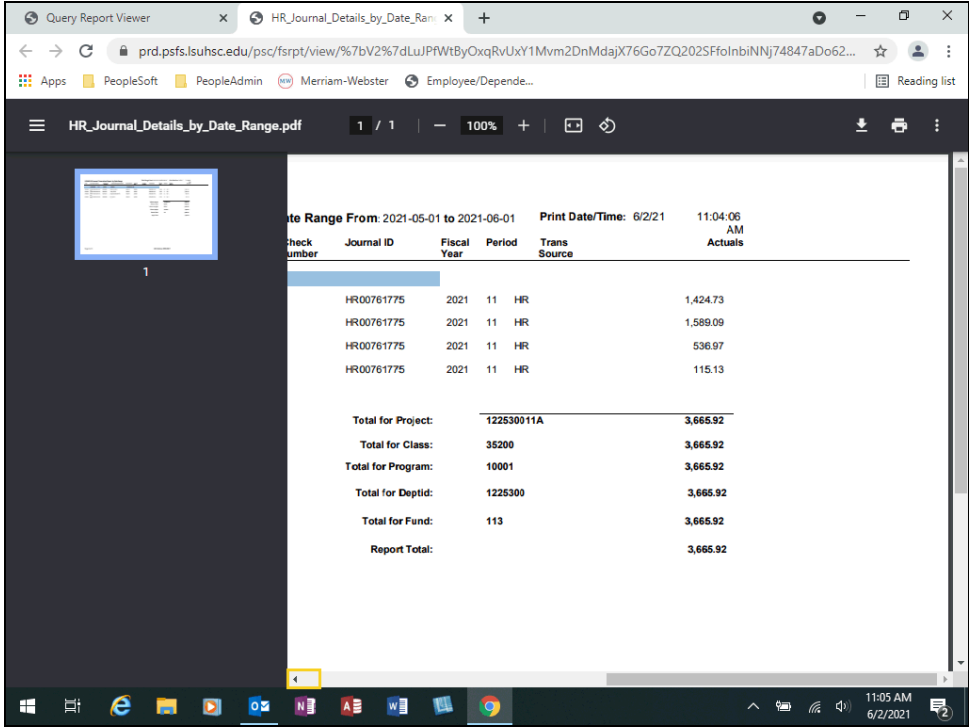 Query Report Viewer
HR_Journal_Details_by_Date_Ran
prd.psfs.lsuhsc.edu/psc/fsrpt/view/%7bV2%7dLuJPfWtByOxqRvUxY1Mvm2DnMdajX76Go7ZQ202SFfoInbiNNj74847aDo62...
Apps PeopleSoft PeopleAdmin Merriam-Webster Employee/Depende... Reading list
HR_Journal_Details_by_Date_Range.pdf 1 / 1 100%
te Range From: 2021-05-01 to 2021-06-01 Print Date/Time: 6/2/21 11:04:06
AM
Check Journal ID Fiscal Period Trans Actuals
umber Year Source
1
HR00761775 2021 11 HR 1,424.73
HR00761775 2021 11 HR 1,589.09
HR00761775 2021 11 HR 536.97
HR00761775 2021 11 HR 115.13
Total for Project: 122530011A 3,665.92
Total for Class: 35200 3,665.92
Total for Program: 10001 3,665.92
Total for Deptid: 1225300 3,665.92
Total for Fund: 113 3,665.92
Report Total: 3,665.92
11:05 AM
6/2/2021
2